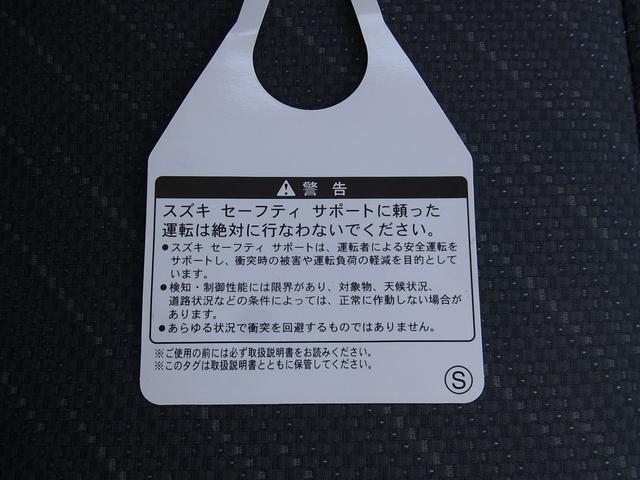 警告
スズキ セーフティ サポートに頼った
運転は絶対に行なわないでください。
●スズキ セーフティ サポートは、運転者による安全運転を
サポートし、衝突時の被害や運転負荷の軽減を目的として
います。
●検知・制御性能には限界があり、対象物、天候状況、
道路状況などの条件によっては、正常に作動しない場合が
あります。
●あらゆる状況で衝突を回避するものではありません。
※ご使用の前には必ず取扱説明書をお読みください。
※このタグは取扱説明書とともに保管してください。
Ⓢ